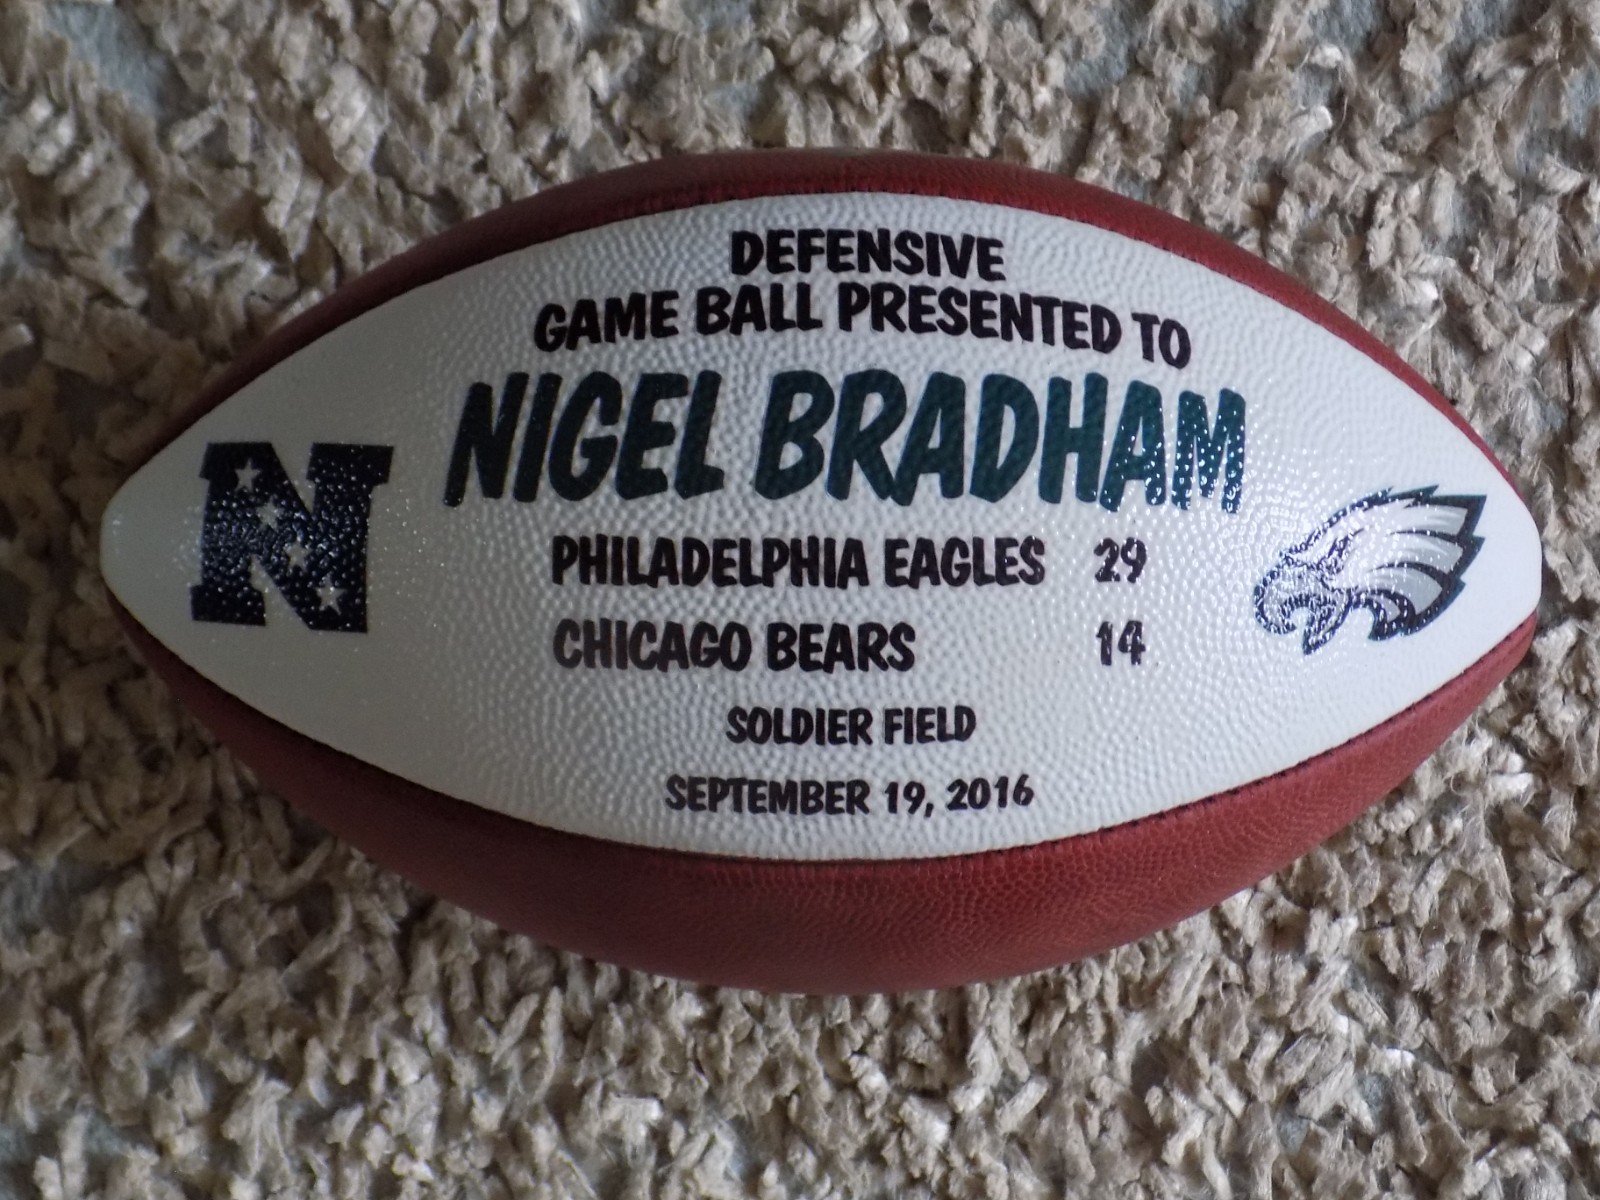 DEFENSIVE
GAME BALL PRESENTED TO
NIGEL BRADHAM
N
PHILADELPHIA EAGLES 29
CHICAGO BEARS 14
SOLDIER FIELD
SEPTEMBER 19, 2016